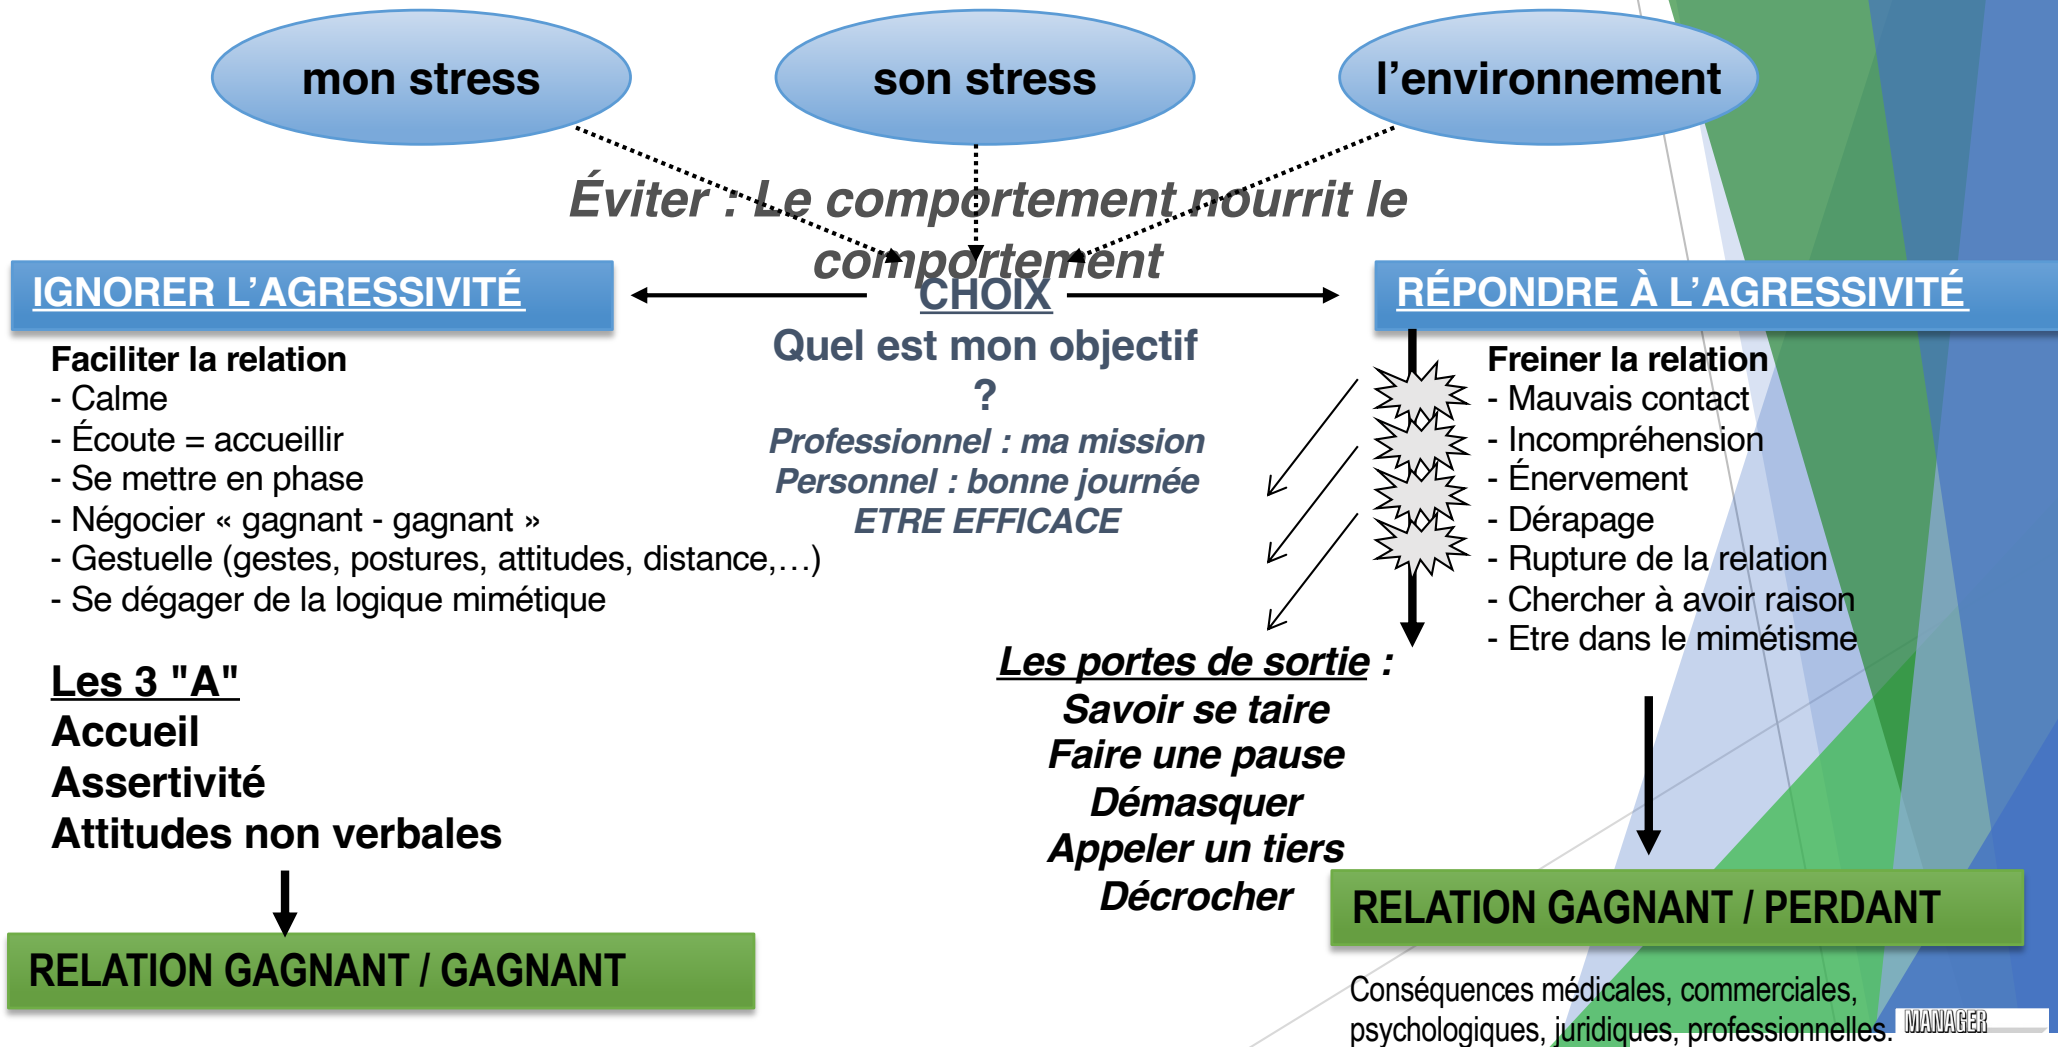 mon stress
son stress
l’environnement
Éviter : Le comportement nourrit le
comportement
IGNORER L’AGRESSIVITÉ
CHOIX
RÉPONDRE À L’AGRESSIVITÉ
Quel est mon objectif
?
Professionnel : ma mission
Personnel : bonne journée
ETRE EFFICACE
Faciliter la relation
- Calme
- Écoute = accueillir
- Se mettre en phase
- Négocier « gagnant - gagnant »
- Gestuelle (gestes, postures, attitudes, distance,…)
- Se dégager de la logique mimétique
Les 3 "A"
Accueil
Assertivité
Attitudes non verbales
RELATION GAGNANT / GAGNANT
Les portes de sortie :
Savoir se taire
Faire une pause
Démasquer
Appeler un tiers
Décrocher
Freiner la relation
- Mauvais contact
- Incompréhension
- Énervement
- Dérapage
- Rupture de la relation
- Chercher à avoir raison
- Etre dans le mimétisme
RELATION GAGNANT / PERDANT
Conséquences médicales, commerciales,
psychologiques, juridiques, professionnelles.
MANAGER